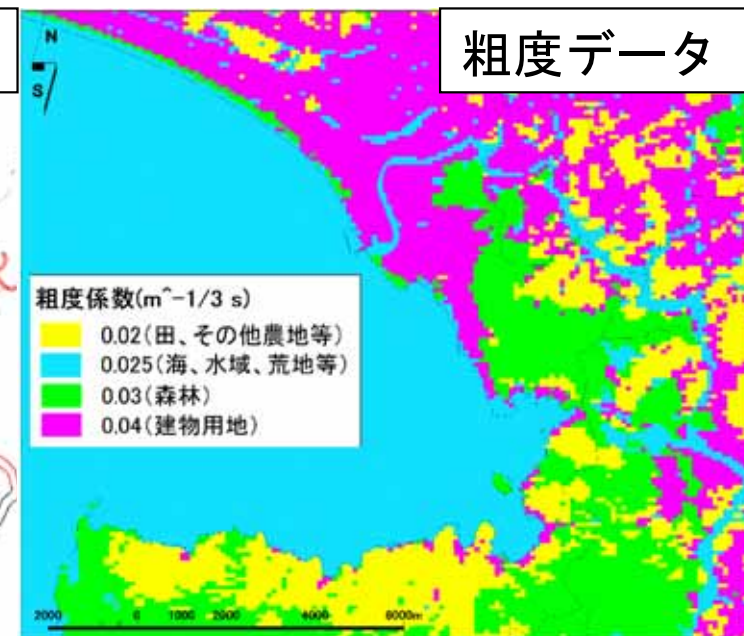 粗度データ
N
S
粗度係数(m^-1/3 s)
0.02(田、その他農地等)
0.025(海、水域、荒地等)
0.03(森林)
0.04(建物用地)
2000 0 1000 2000 4000 6000m